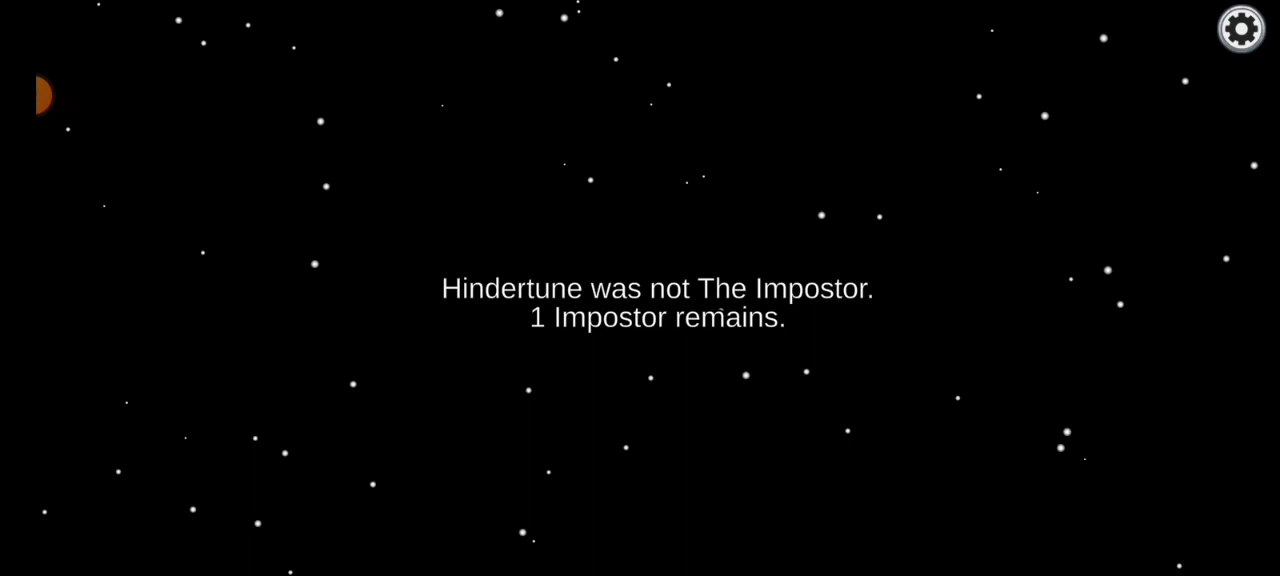 Hindertune was not The Impostor.
1 Impostor remains.